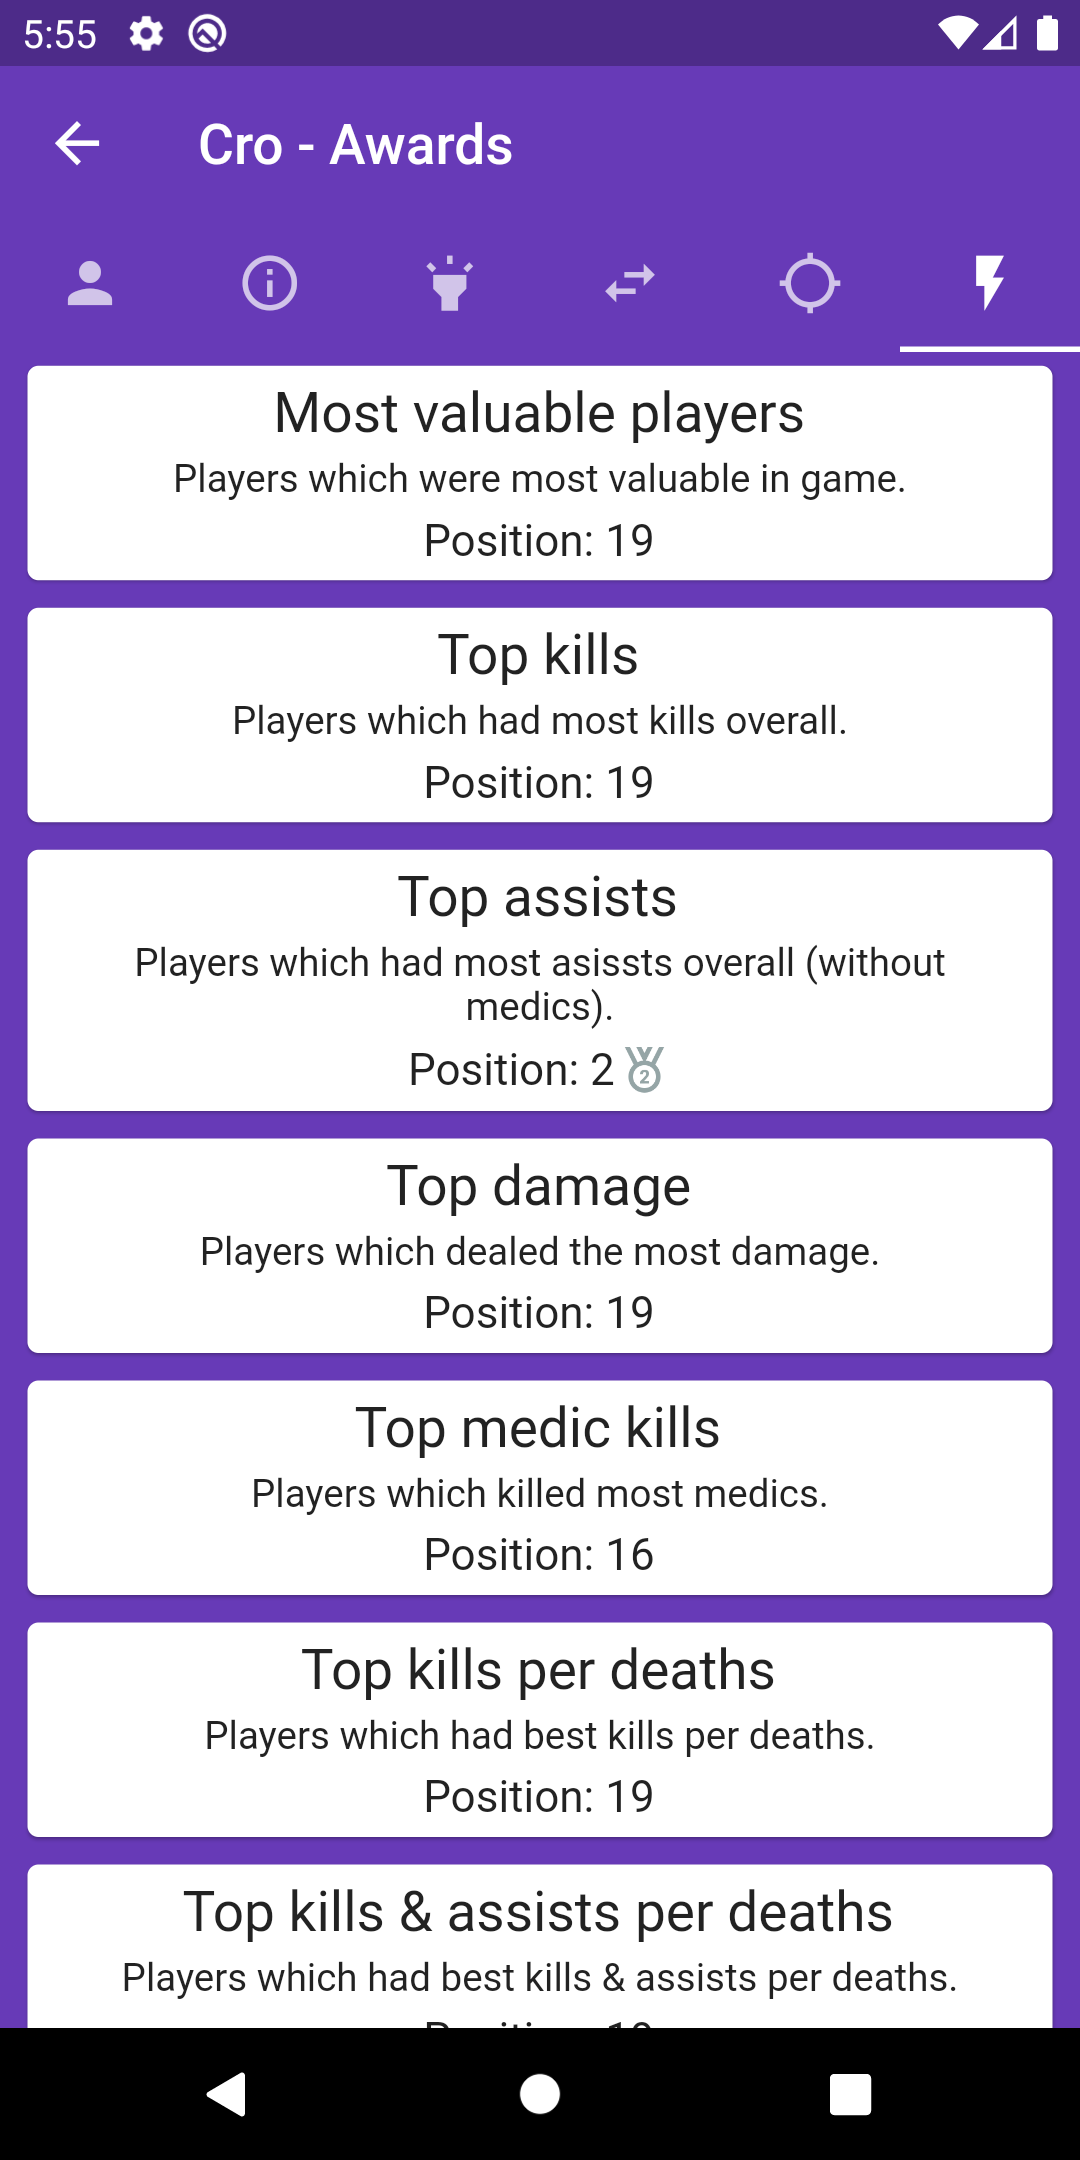 5:55
Cro - Awards
Most valuable players
Players which were most valuable in game.
Position: 19
Top kills
Players which had most kills overall.
Position: 19
Top assists
Players which had most asissts overall (without
medics).
Position: 2 2
Top damage
Players which dealed the most damage.
Position: 19
Top medic kills
Players which killed most medics.
Position: 16
Top kills per deaths
Players which had best kills per deaths.
Position: 19
Top kills & assists per deaths
Players which had best kills & assists per deaths.